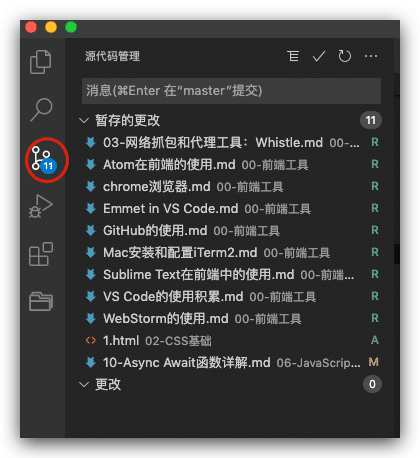 源代码管理
消息(⌘Enter 在"master"提交)
暂存的更改 11
03-网络抓包和代理工具：Whistle.md 00-... R
Atom在前端的使用.md 00-前端工具 R
chrome浏览器.md 00-前端工具 R
Emmet in VS Code.md 00-前端工具 R
GitHub的使用.md 00-前端工具 R
Mac安装和配置iTerm2.md 00-前端工具 R
Sublime Text在前端中的使用.md 00-前端... R
VS Code的使用积累.md 00-前端工具 R
WebStorm的使用.md 00-前端工具 R
1.html 02-CSS基础 A
10-Async Await函数详解.md 06-JavaScrip... M
更改 0
11